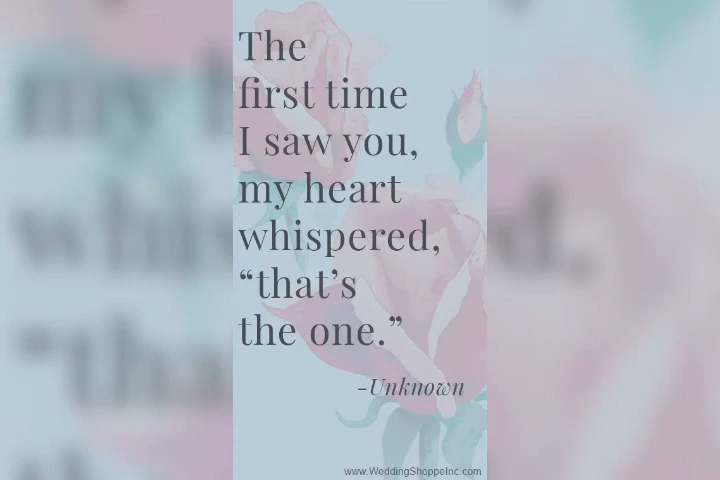 The
first time
I saw you,
my heart
whispered,
“that’s
the one.”
-Unknown
www.WeddingShoppeInc.com